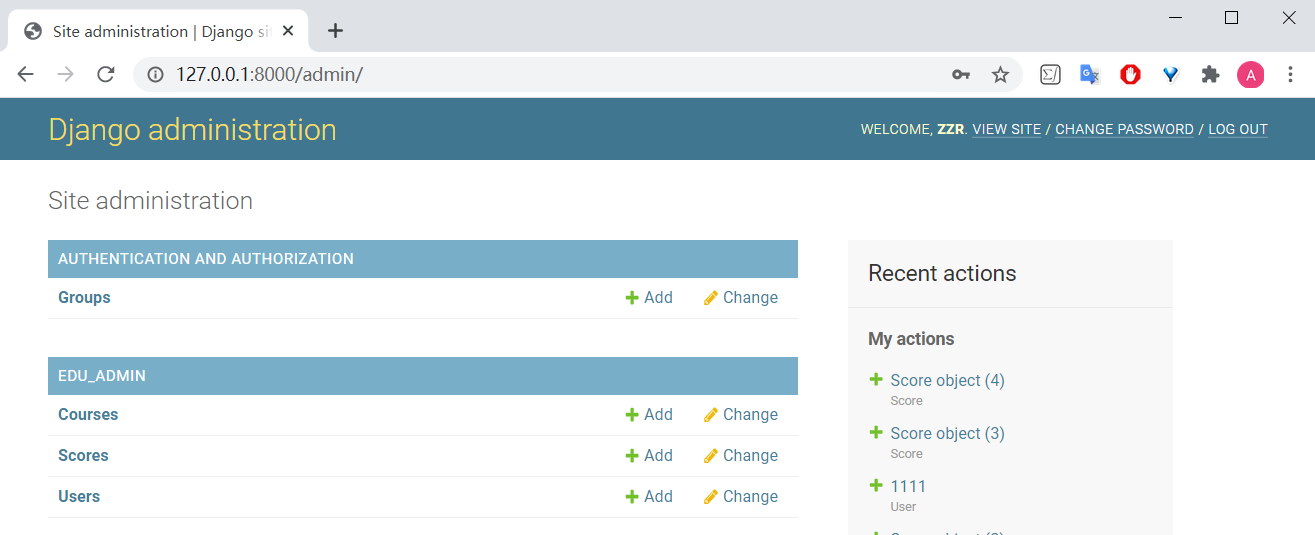 Site administration | Django si
127.0.0.1:8000/admin/
A
Django administration
WELCOME, ZZR. VIEW SITE / CHANGE PASSWORD / LOG OUT
Site administration
AUTHENTICATION AND AUTHORIZATION
Groups Add Change
EDU_ADMIN
Courses Add Change
Scores Add Change
Users Add Change
Recent actions
My actions
Score object (4)
Score
Score object (3)
Score
1111
User